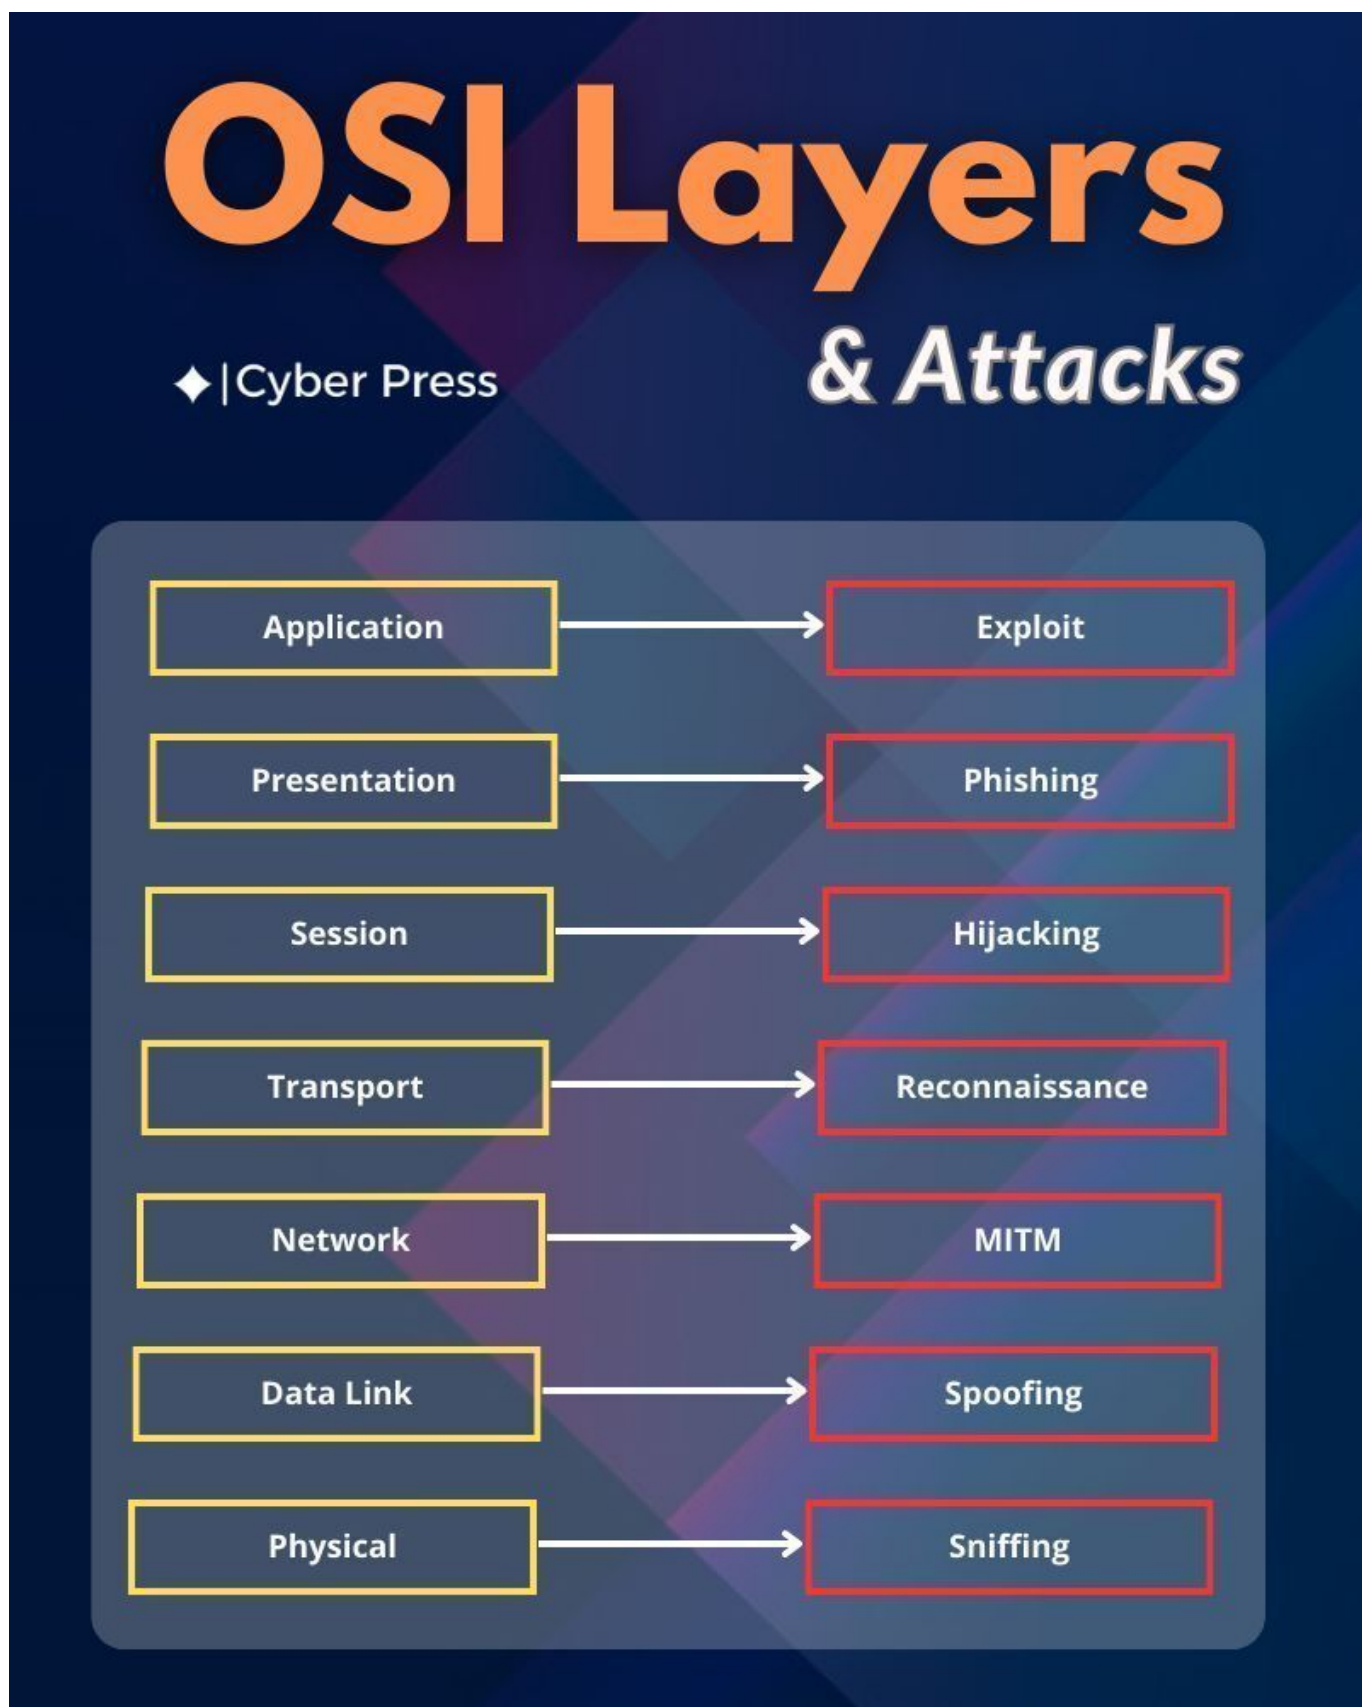 OSI Layers
& Attacks
|Cyber Press
Application
Exploit
Presentation
Phishing
Session
Hijacking
Transport
Reconnaissance
Network
MITM
Data Link
Spoofing
Physical
Sniffing